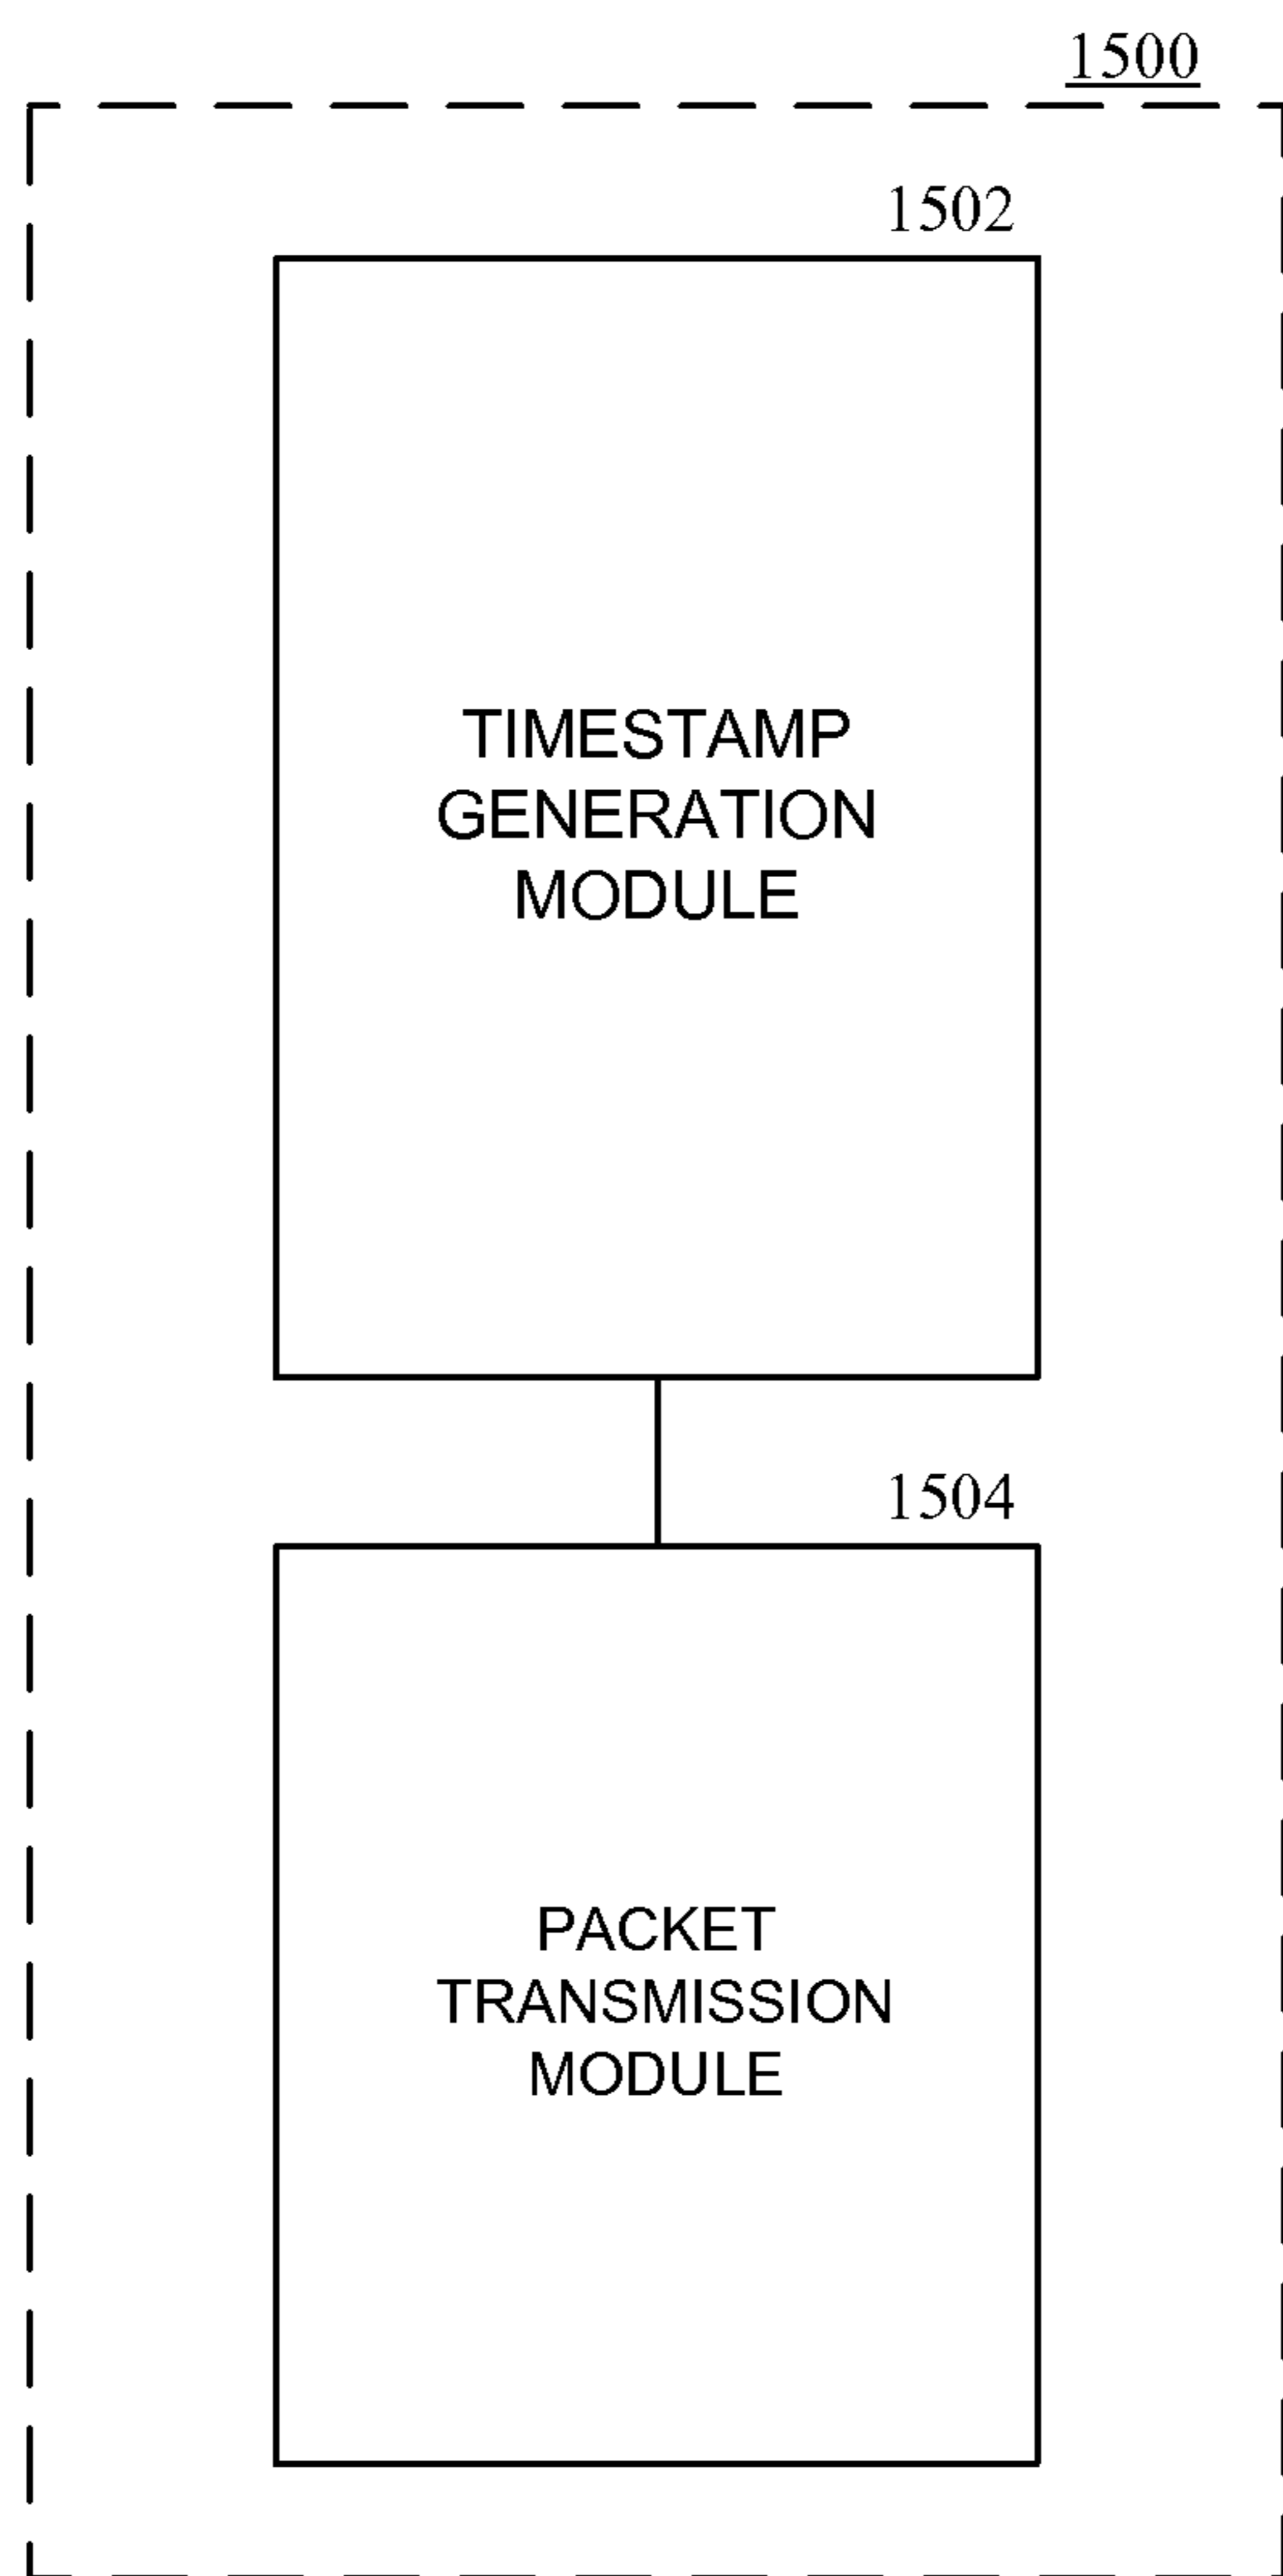 1500
1502
TIMESTAMP
GENERATION
MODULE
1504
PACKET
TRANSMISSION
MODULE